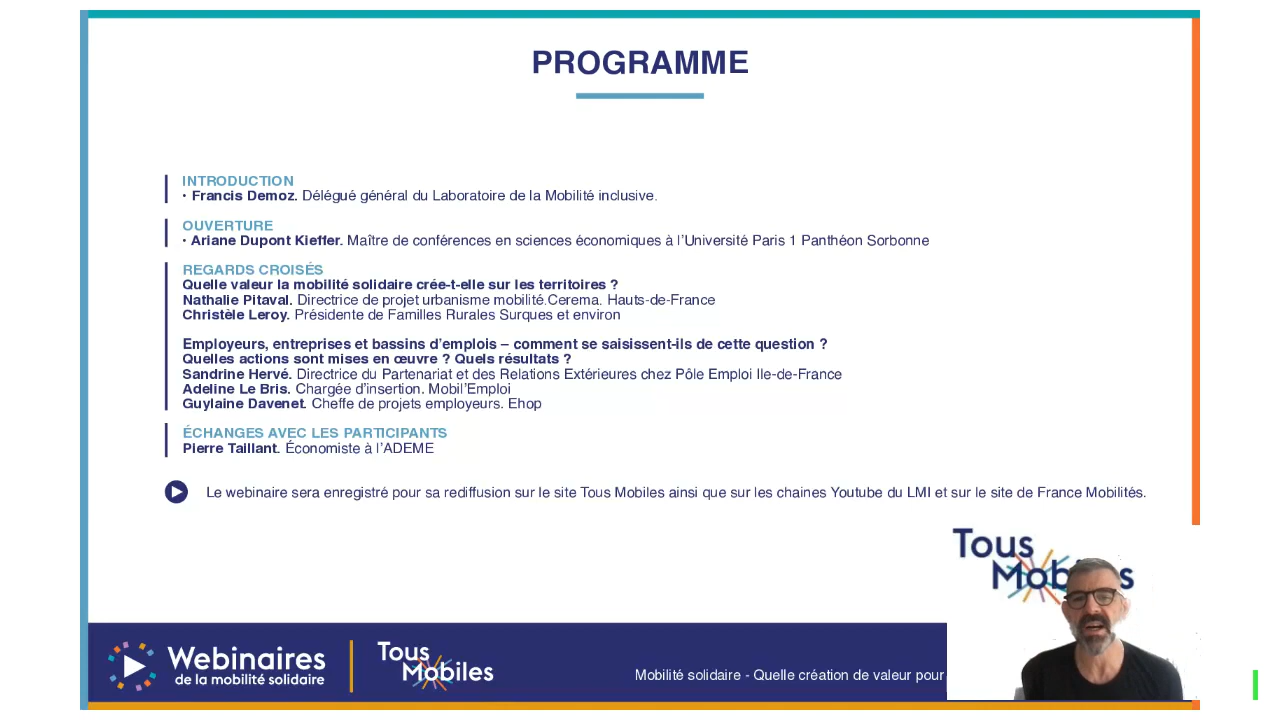 PROGRAMME
INTRODUCTION
• Francis Demoz. Délégué général du Laboratoire de la Mobilité inclusive.
OUVERTURE
• Ariane Dupont Kieffer. Maître de conférences en sciences économiques à l'Université Paris 1 Panthéon Sorbonne
REGARDS CROISÉS
Quelle valeur la mobilité solidaire crée-t-elle sur les territoires ?
Nathalie Pitaval. Directrice de projet urbanisme mobilité.Cerema. Hauts-de-France
Christèle Leroy. Présidente de Familles Rurales Surques et environ
Employeurs, entreprises et bassins d'emplois – comment se saisissent-ils de cette question ?
Quelles actions sont mises en œuvre ? Quels résultats ?
Sandrine Hervé. Directrice du Partenariat et des Relations Extérieures chez Pôle Emploi Ile-de-France
Adeline Le Bris. Chargée d'insertion. Mobil'Emploi
Guylaine Davenet. Cheffe de projets employeurs. Ehop
ÉCHANGES AVEC LES PARTICIPANTS
Pierre Taillant. Économiste à l'ADEME
Le webinaire sera enregistré pour sa rediffusion sur le site Tous Mobiles ainsi que sur les chaines Youtube du LMI et sur le site de France Mobilités.
Tous
Webinaires
de la mobilité solidaire
Tous
Mobiles
Mobilité solidaire - Quelle création de valeur pour